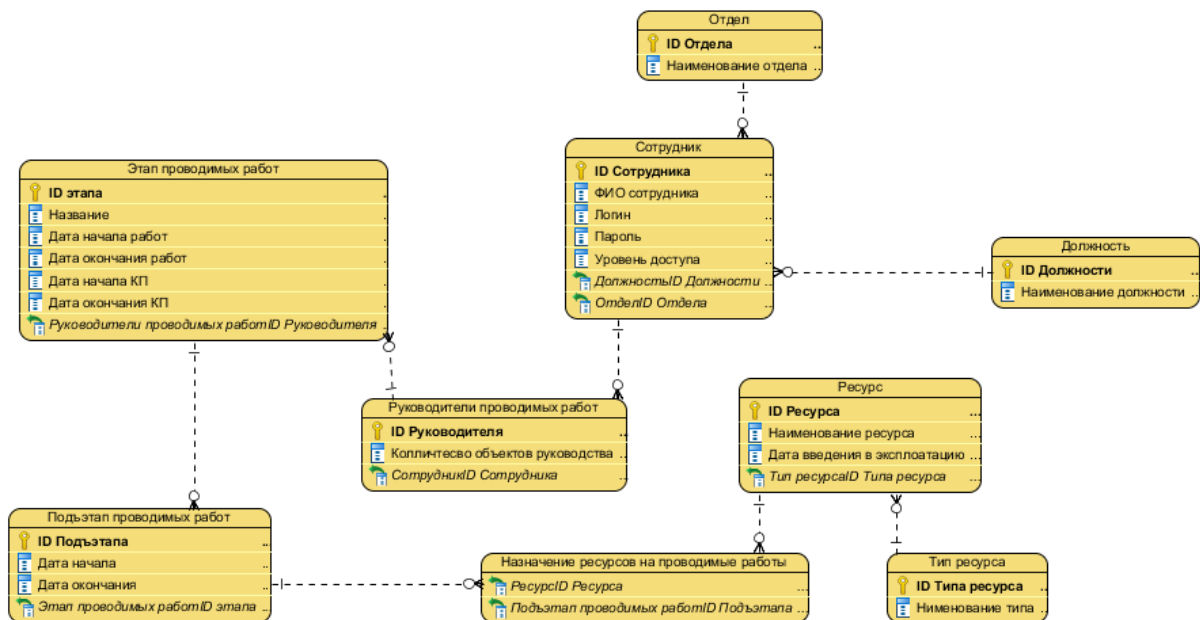 Отдел
ID Отдела ..
Наименование отдела ..
Сотрудник
ID Сотрудника ..
ФИО сотрудника ..
Логин ..
Пароль ..
Уровень доступа ..
ДолжностьID Должности ...
ОтделID Отдела ..
Этап проводимых работ
ID этапа .
Название .
Дата начала работ .
Дата окончания работ .
Дата начала КП .
Дата окончания КП .
Руководители проводимых работID Руководителя .
Должность
ID Должности ...
Наименование должности ...
Руководители проводимых работ
ID Руководителя ..
Колличтесво объектов руководства ..
СотрудникID Сотрудника ..
Ресурс
ID Ресурса ...
Наименование ресурса ...
Дата введения в эксплоатацию ...
Тип ресурсаID Типа ресурса ...
Подъэтап проводимых работ
ID Подъэтапа ..
Дата начала ..
Дата окончания ..
Этап проводимых работID этапа ..
Назначение ресурсов на проводимые работы
РесурсID Ресурса ...
Подъэтап проводимых работID Подъэтапа ...
Тип ресурса
ID Типа ресурса ..
Нименование типа ..